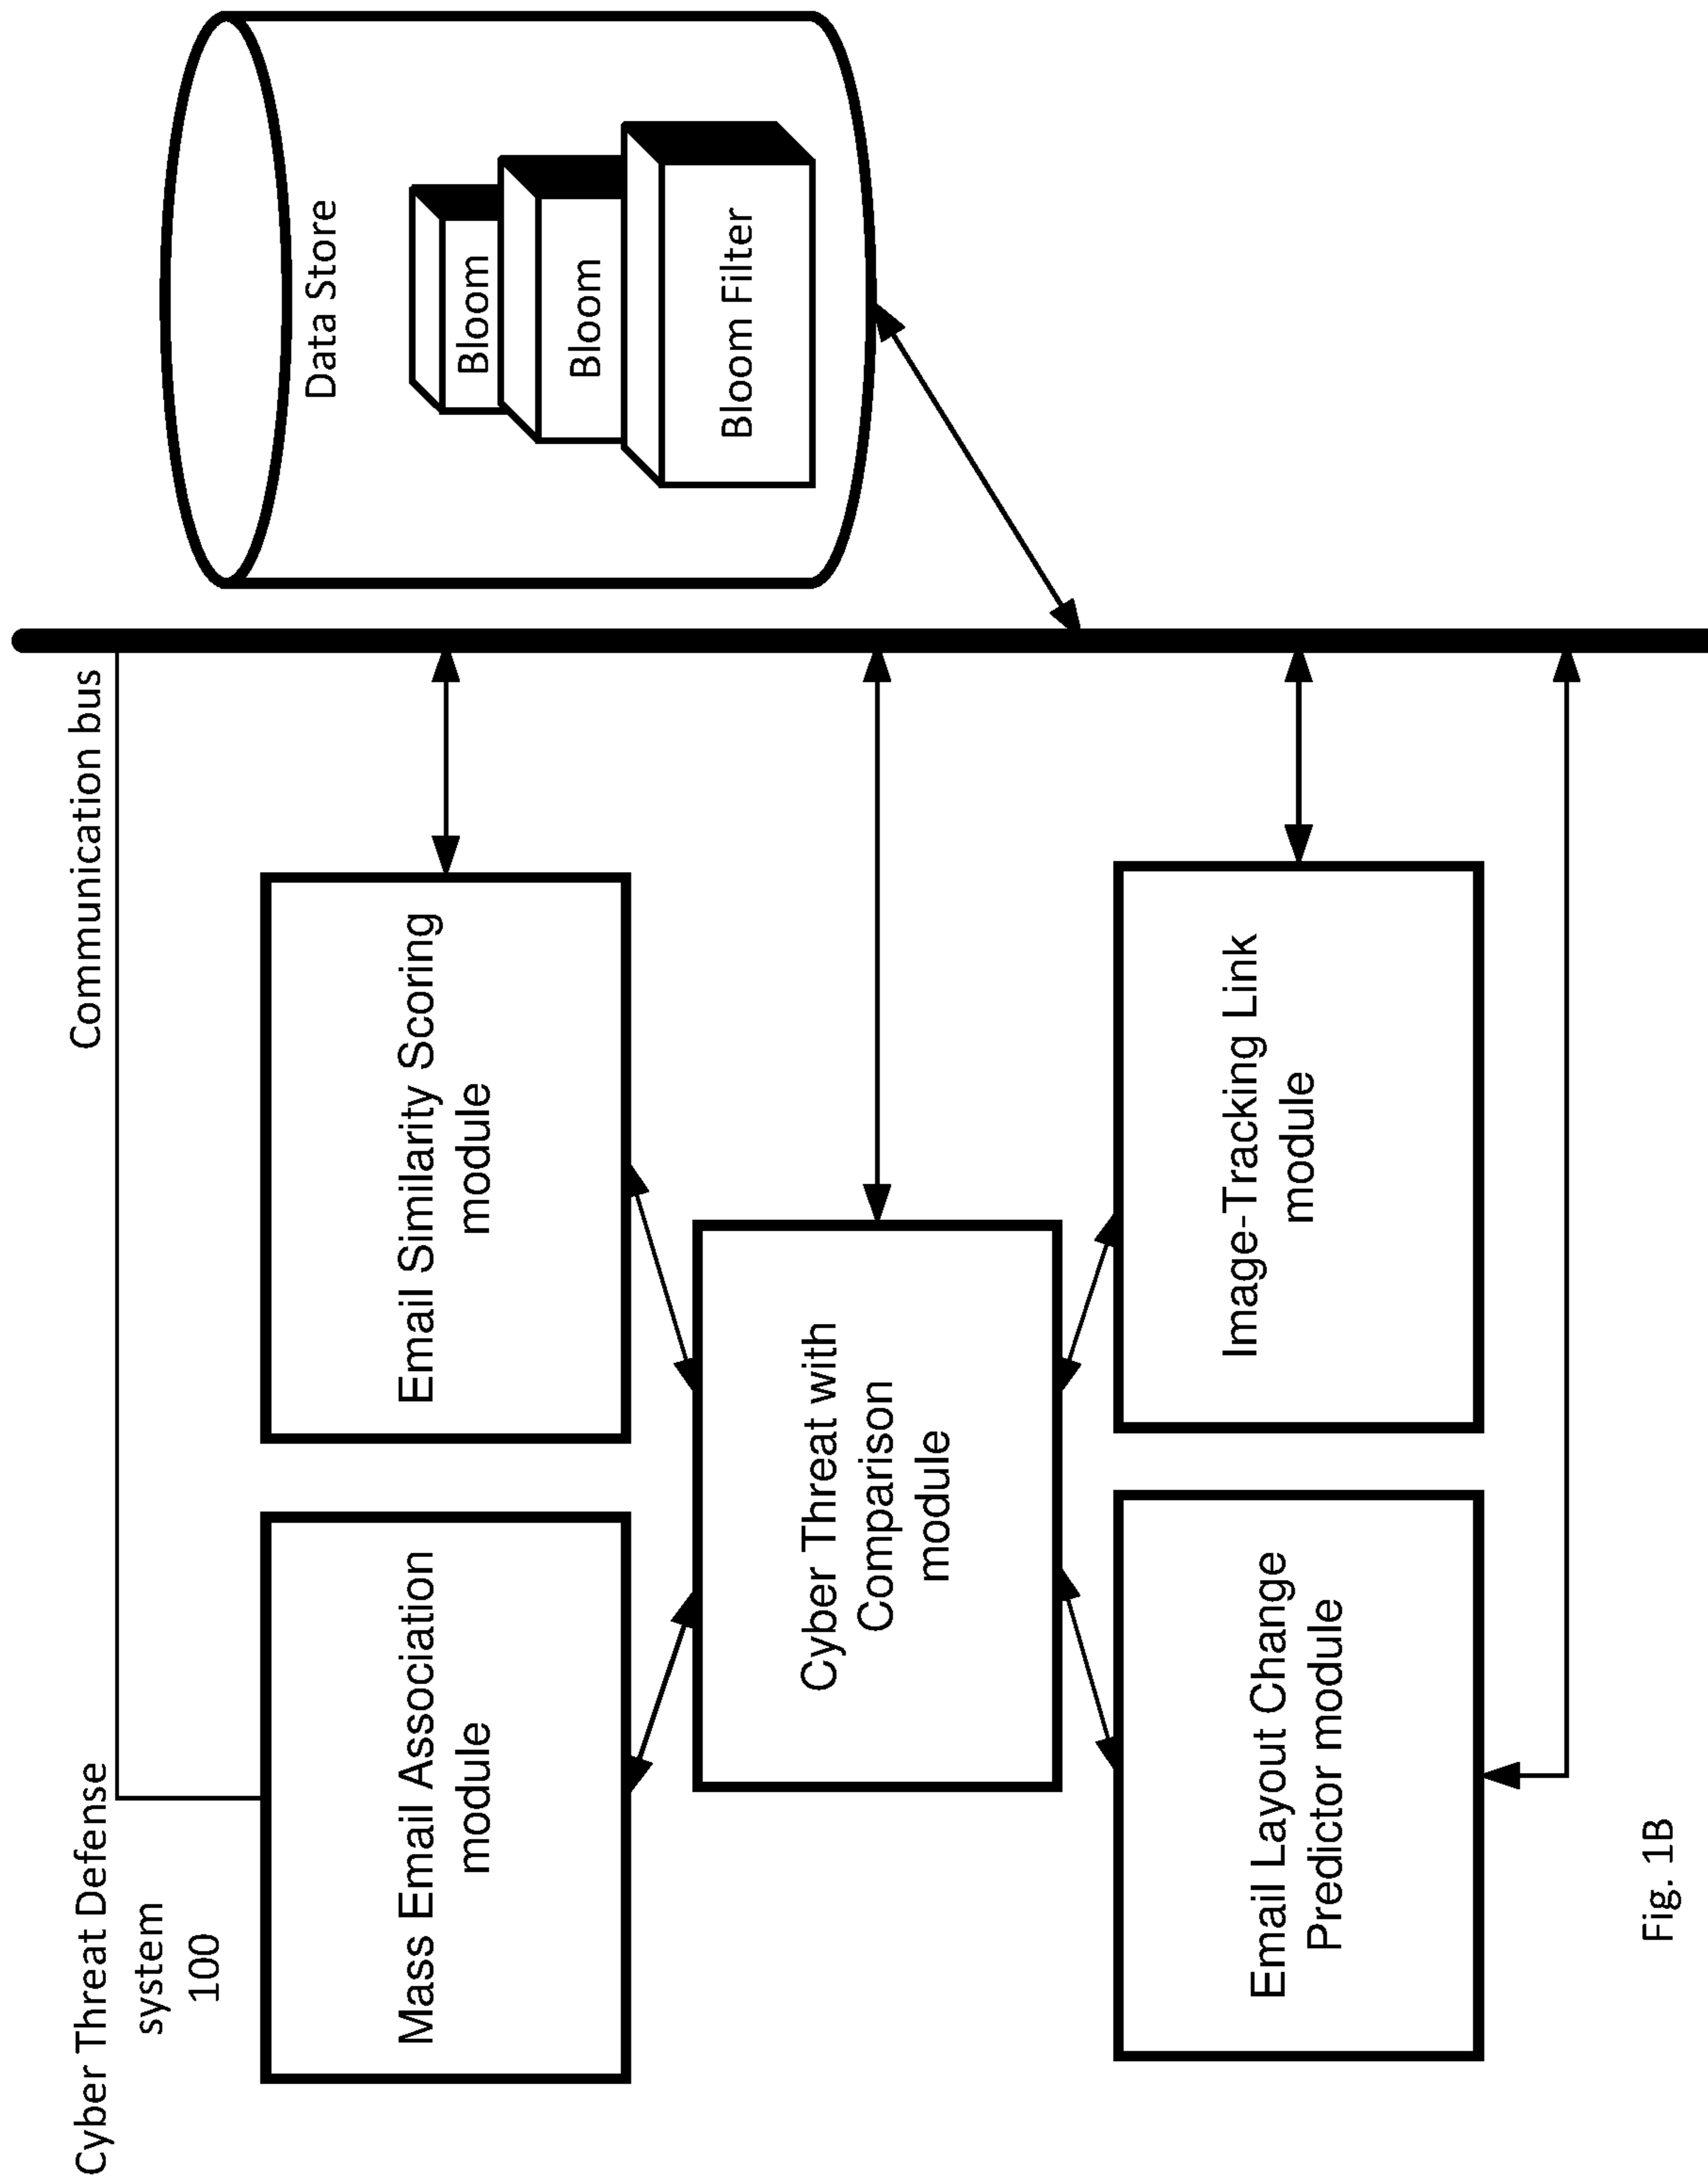 Cyber Threat Defense
system
100
Communication bus
Mass Email Association
module
Email Similarity Scoring
module
Data Store
Bloom
Bloom
Bloom Filter
Cyber Threat with
Comparison
module
Email Layout Change
Predictor module
Image-Tracking Link
module
Fig. 1B